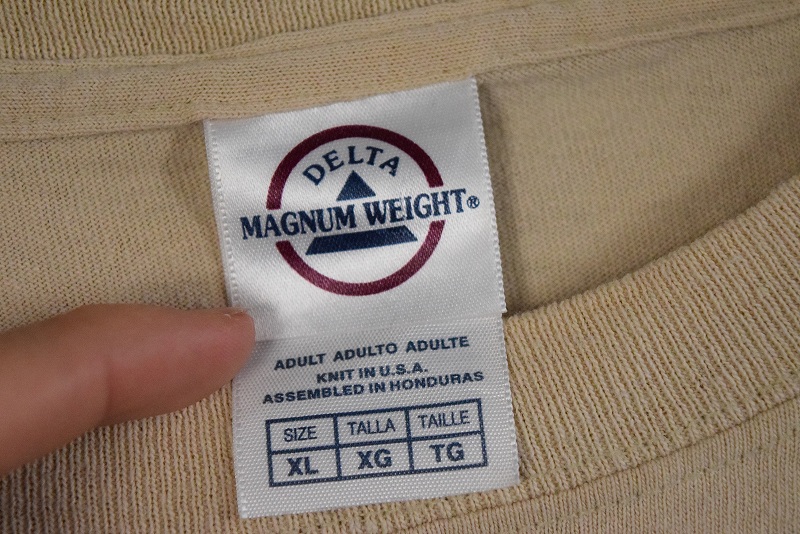 DELTA
MAGNUM WEIGHT®
ADULT ADULTO ADULTE
KNIT IN U.S.A.
ASSEMBLED IN HONDURAS
SIZE TALLA TAILLE
XL XG TG